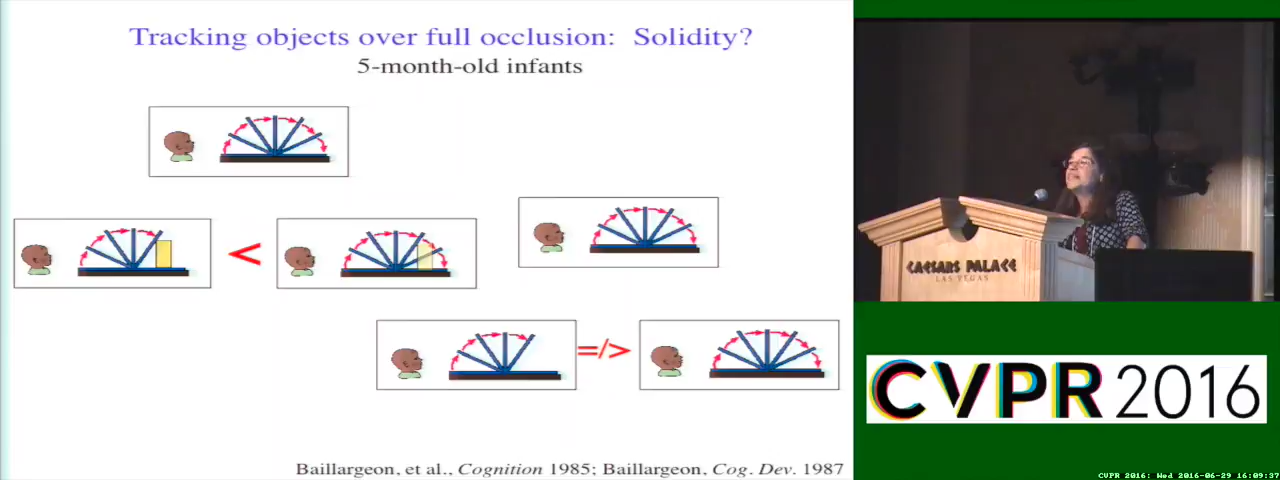 Tracking objects over full occlusion: Solidity?
5-month-old infants
<
=/>
Baillargeon, et al., Cognition 1985; Baillargeon, Cog. Dev. 1987
CAESARS PALACE
LAS VEGAS
CVPR 2016
CVPR 2016: Wed 2016-06-29 16:09:37